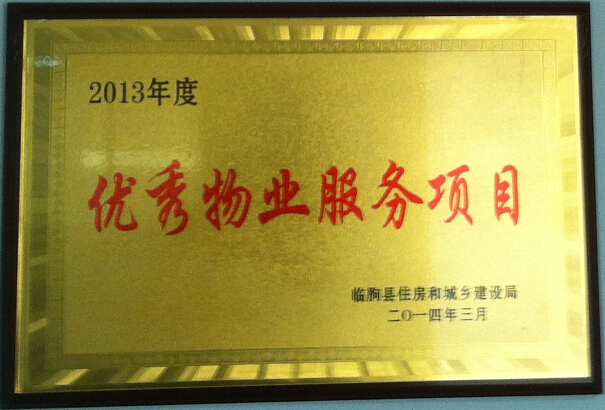 2013年度
优秀物业服务项目
临朐县住房和城乡建设局
二〇一四年三月